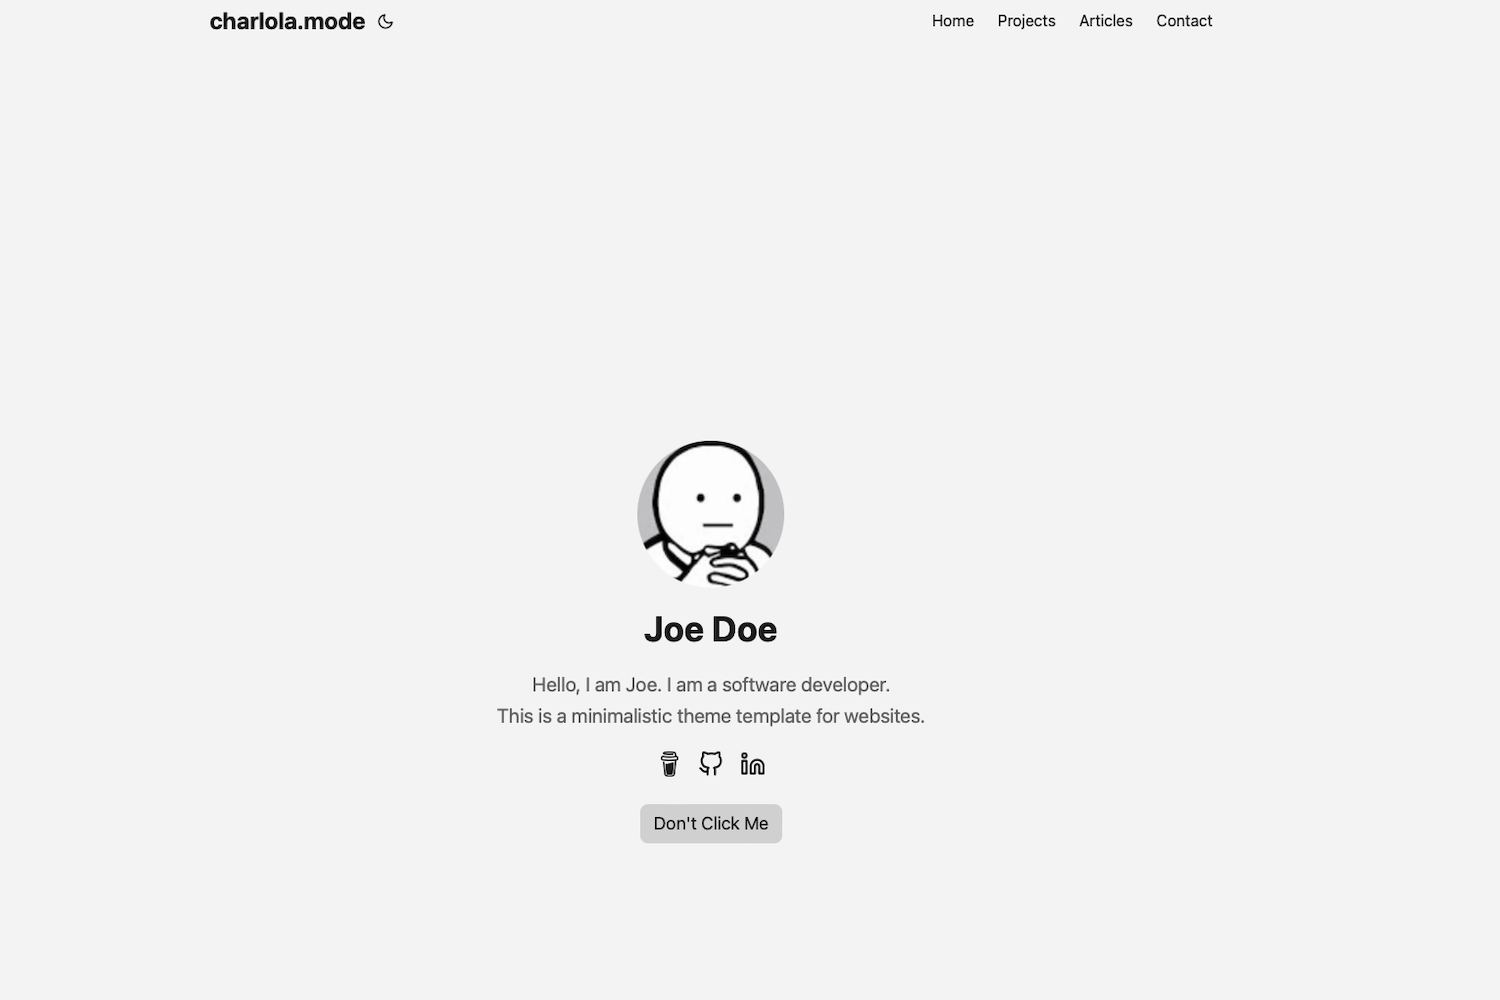 charlola.mode
Home Projects Articles Contact
Joe Doe
Hello, I am Joe. I am a software developer.
This is a minimalistic theme template for websites.
Don't Click Me